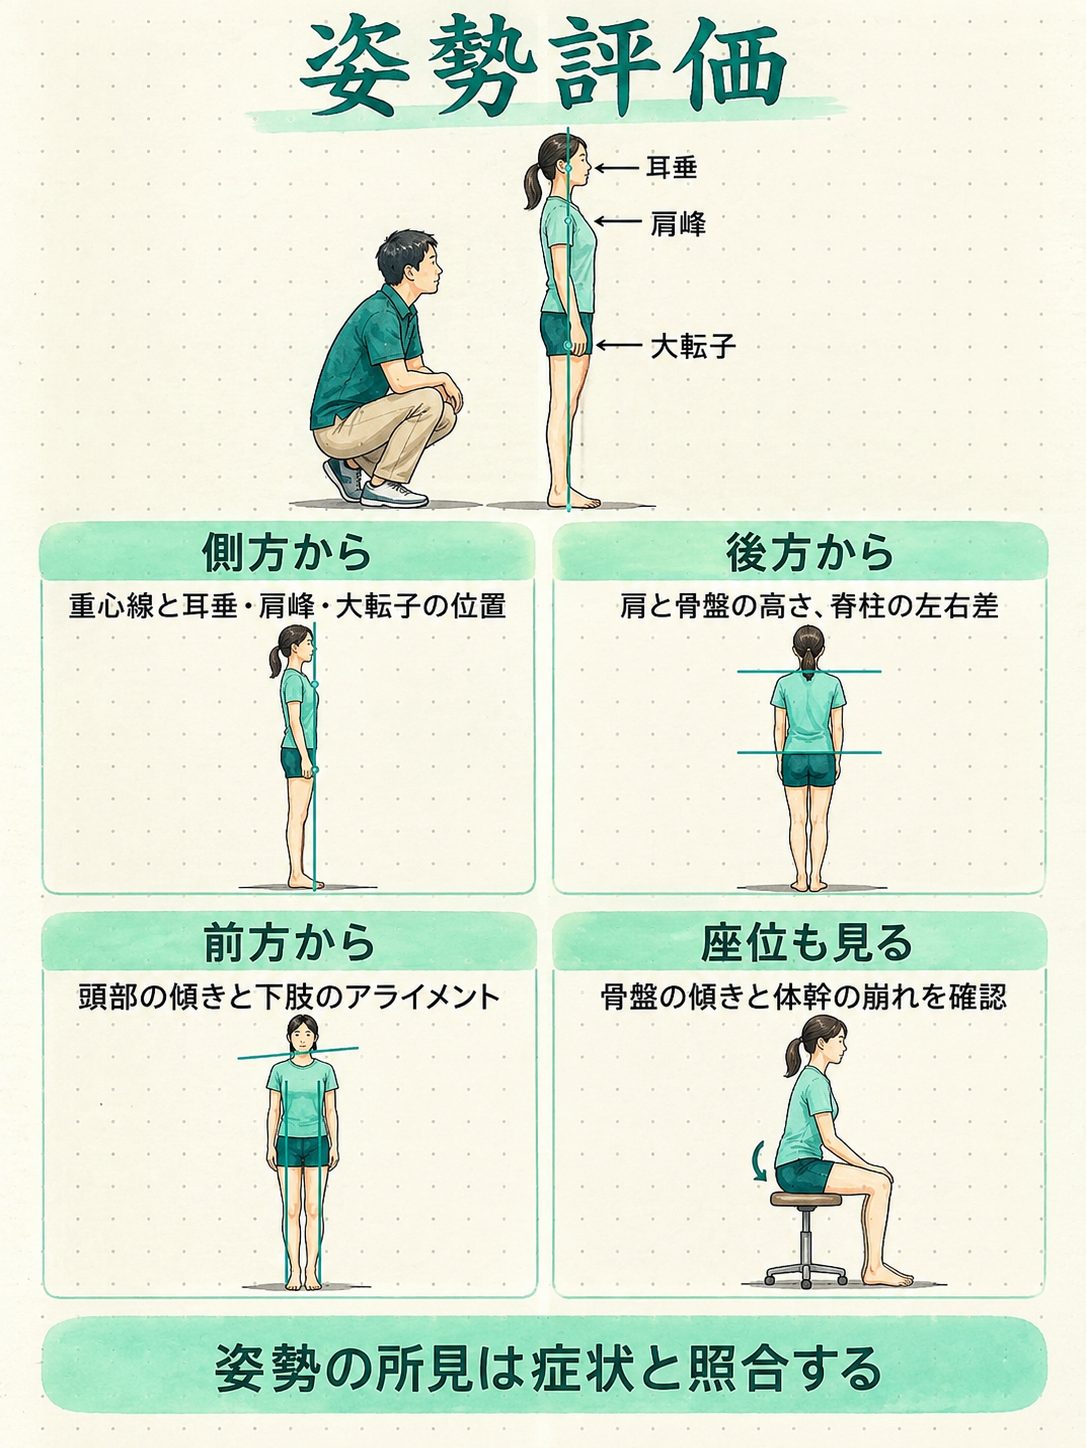 姿勢評価
耳垂
肩峰
大転子
側方から
重心線と耳垂・肩峰・大転子の位置
後方から
肩と骨盤の高さ、脊柱の左右差
前方から
頭部の傾きと下肢のアライメント
座位も見る
骨盤の傾きと体幹の崩れを確認
姿勢の所見は症状と照合する